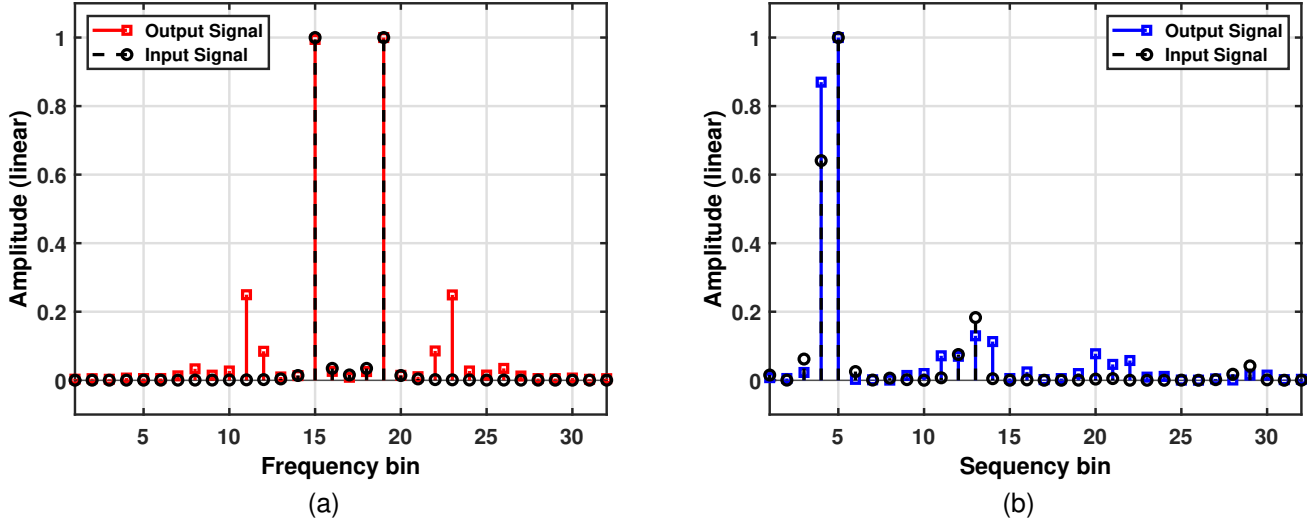 Output Signal
Input Signal
Amplitude (linear)
1
0.8
0.6
0.4
0.2
0
5 10 15 20 25 30
Frequency bin
(a)
Output Signal
Input Signal
Amplitude (linear)
1
0.8
0.6
0.4
0.2
0
5 10 15 20 25 30
Sequency bin
(b)